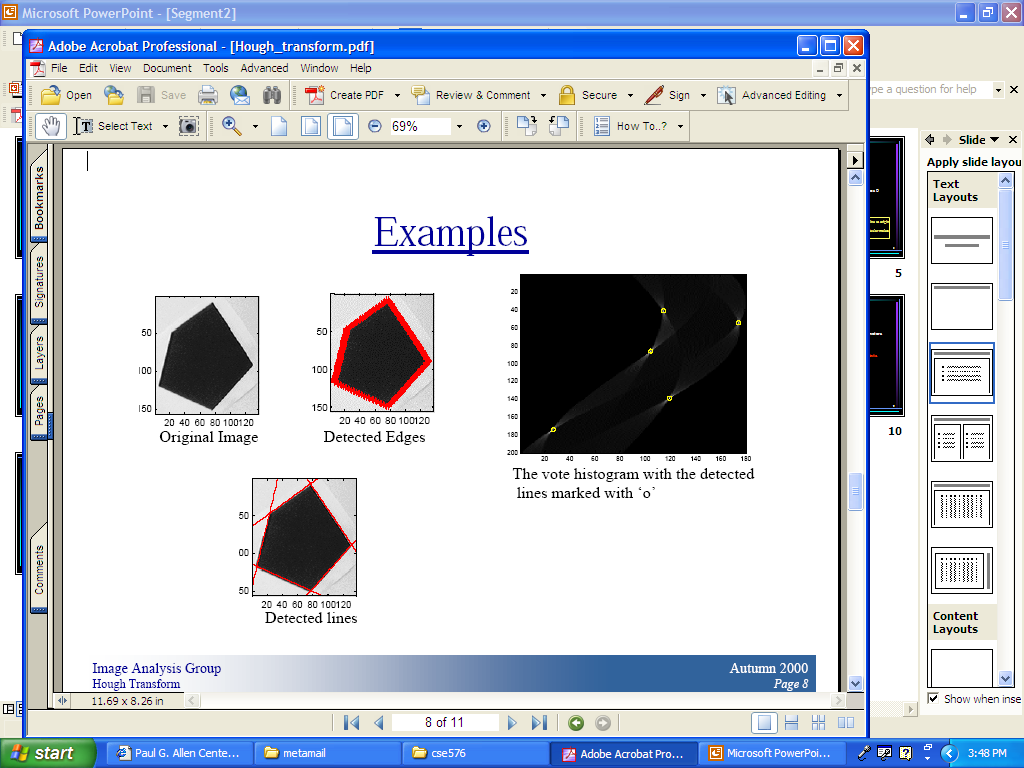 Microsoft PowerPoint - [Segment2]
Adobe Acrobat Professional - [Hough_transform.pdf]
File Edit View Document Tools Advanced Window Help
Open Save Create PDF Review & Comment Secure Sign Advanced Editing
Select Text 69% How To..?
pe a question for help
Bookmarks
Signatures
Layers
Pages
Comments
Examples
50
100
150
20 40 60 80 100120
Original Image
50
100
150
20 40 60 80 100120
Detected Edges
20
40
60
80
100
120
140
160
180
200
20 40 60 80 100 120 140 160 180
The vote histogram with the detected
lines marked with ‘o’
50
00
50
20 40 60 80 100120
Detected lines
Image Analysis Group
Hough Transform
Autumn 2000
Page 8
11.69 x 8.26 in
8 of 11
5
10
Slide
Apply slide layou
Text
Layouts
Content
Layouts
Show when inse
start
Paul G. Allen Cente...
metamail
cse576
Adobe Acrobat Pro...
Microsoft PowerPoi...
3:48 PM